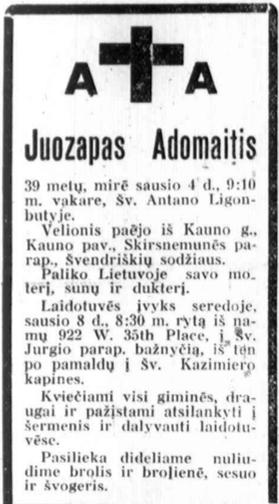 A A
Juozapas Adomaitis
39 metų, mirė sausio 4 d., 9:10
m. vakare, Šv. Antano Ligon-
butyje.
Velionis paėjo iš Kauno g.,
Kauno pav., Skirsnemunės pa-
rap., Švendriškių sodžiaus.
Paliko Lietuvoje savo mo-
terį, sunų ir dukterį.
Laidotuvės įvyks seredoje,
sausio 8 d., 8:30 m. rytą iš na-
mų 922 W. 35th Place, į Šv.
Jurgio parap. bažnyčią, iš ten
po pamaldų į Šv. Kazimiero
kapines.
Kviečiami visi giminės, drau-
gai ir pažįstami atsilankyti į
šermenis ir dalyvauti laidotu-
vėse.
Pasilieka dideliame nuliu-
dime brolis ir brolienė, sesuo
ir švogeris.